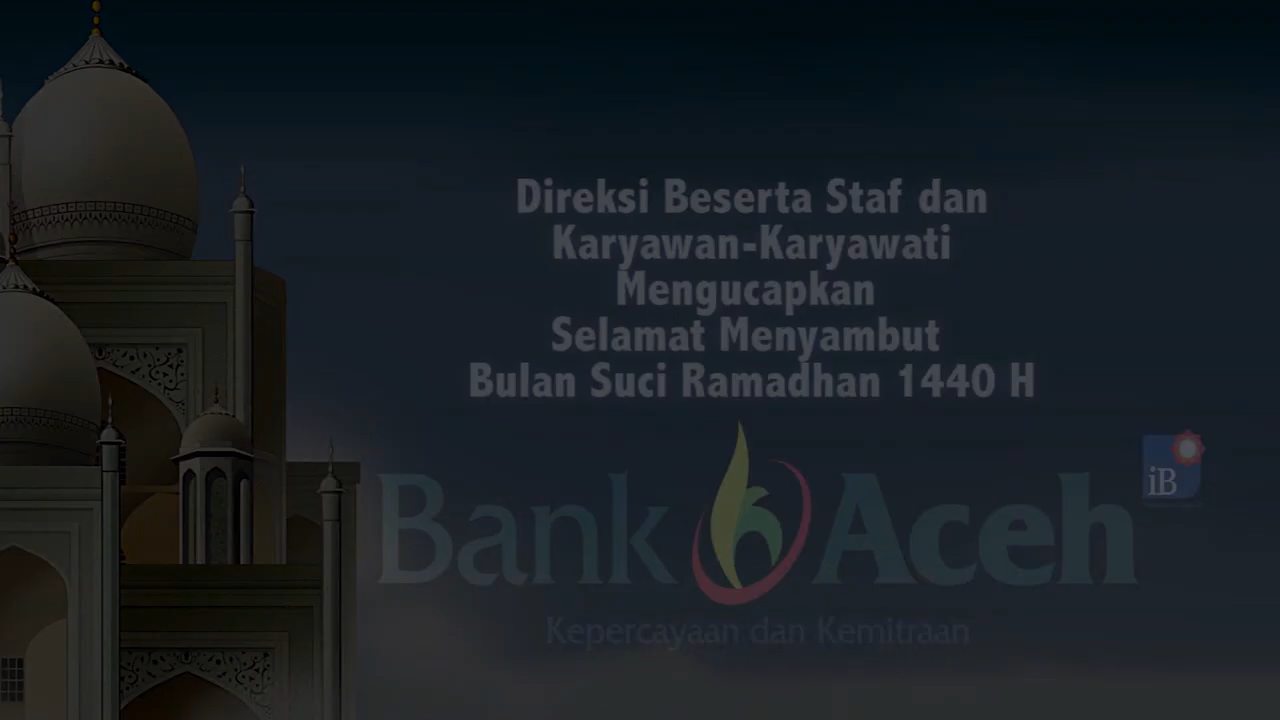 Direksi Beserta Staf dan
Karyawan-Karyawati
Mengucapkan
Selamat Menyambut
Bulan Suci Ramadhan 1440 H
Bank Aceh
iB
Kepercayaan dan Kemitraan